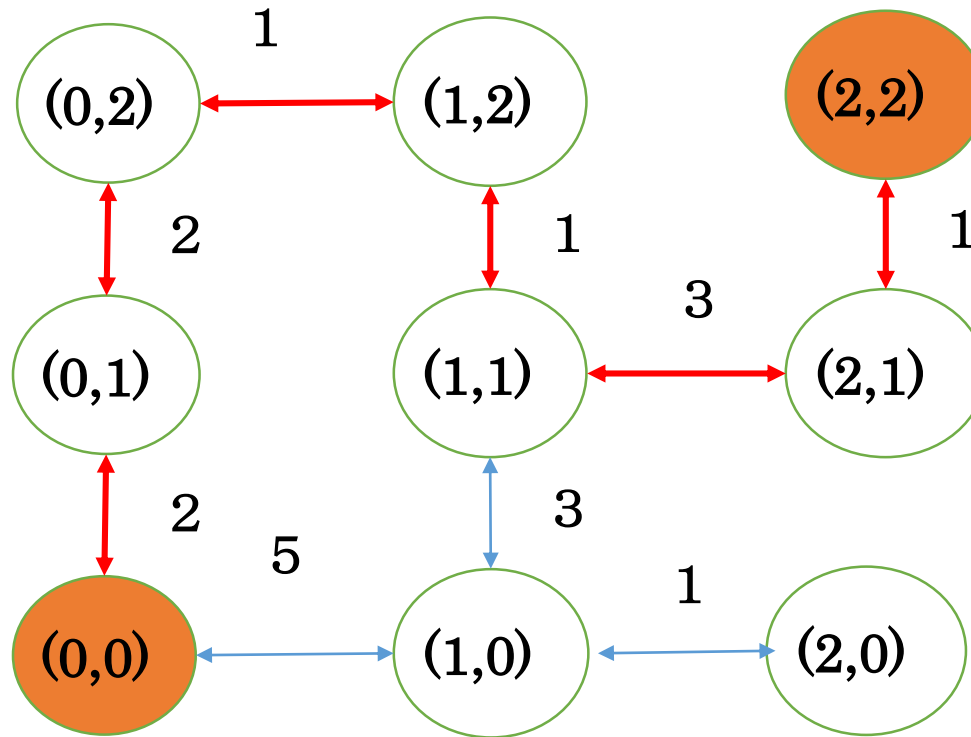 1
(0,2) (1,2) (2,2)
2 1 1
3
(0,1) (1,1) (2,1)
2 3
5 1
(0,0) (1,0) (2,0)